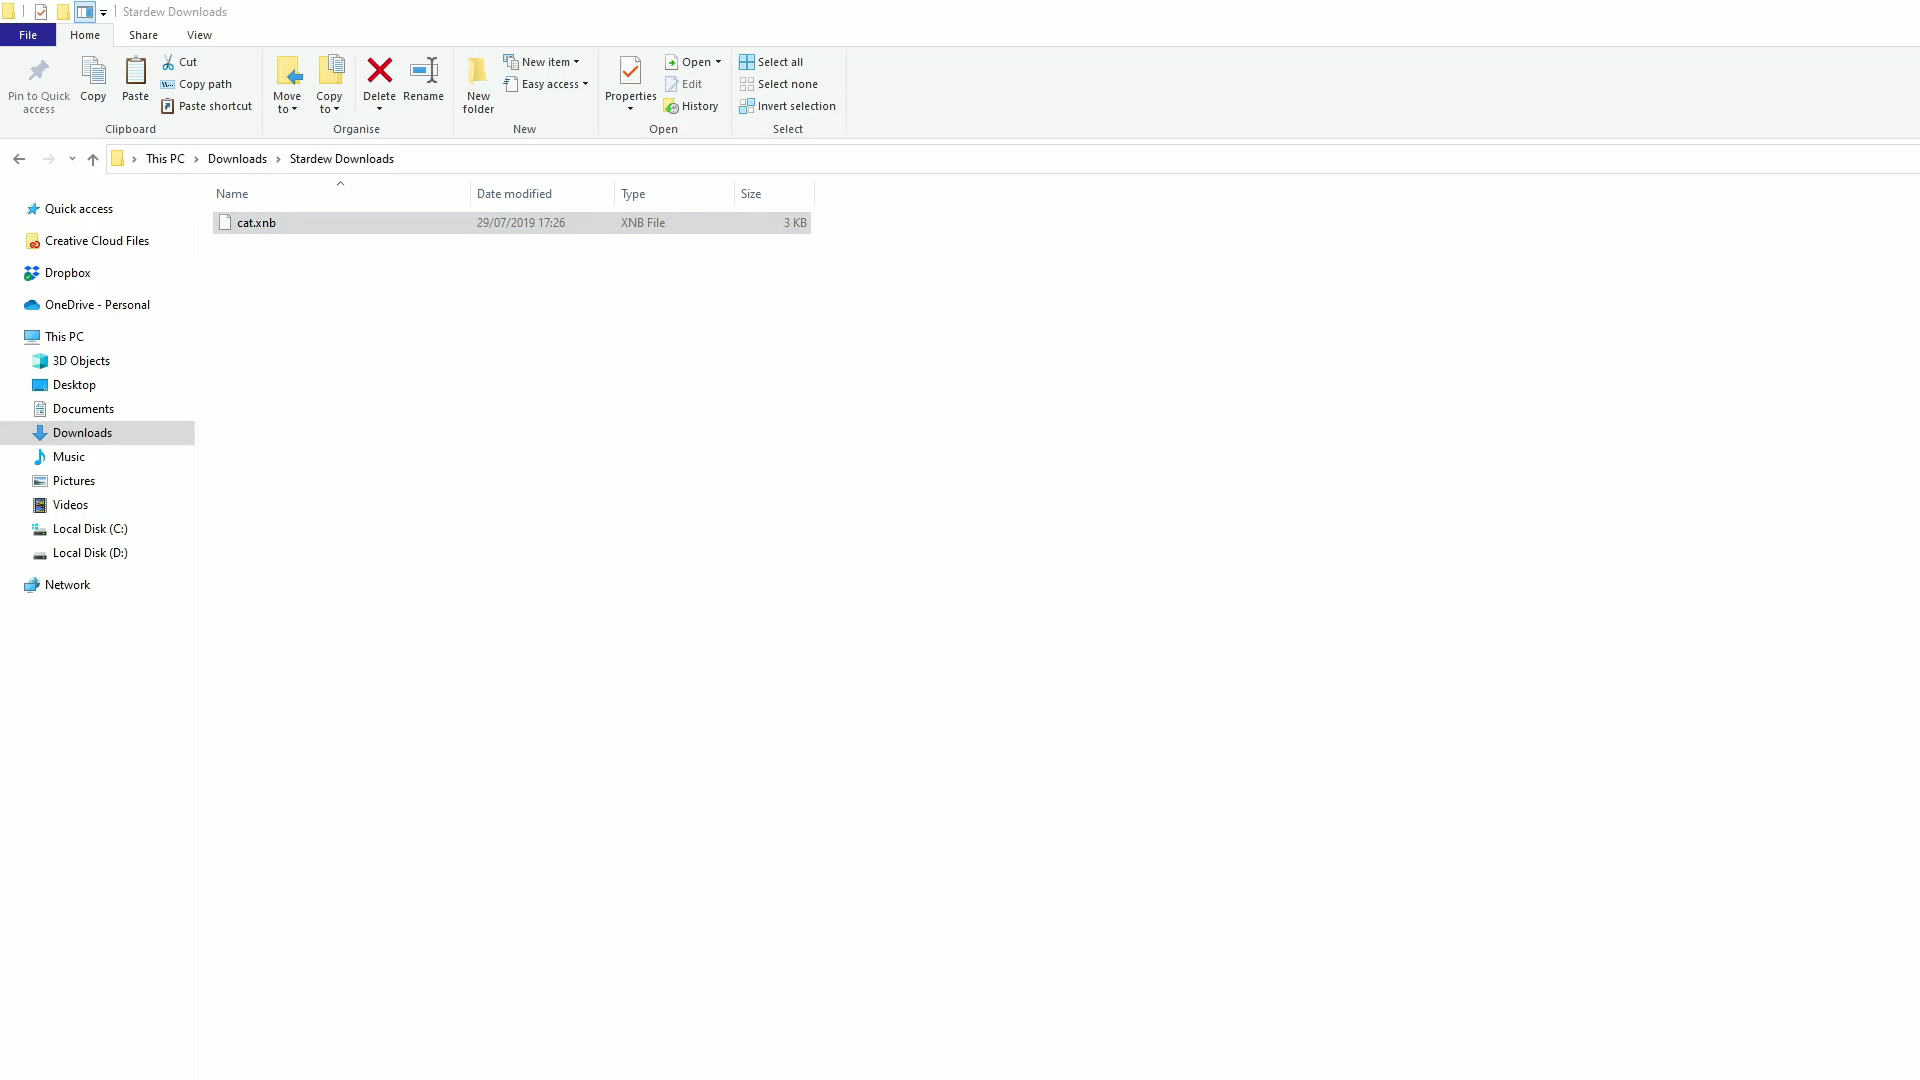 Stardew Downloads
File Home Share View
Pin to Quick access
Copy
Paste
Cut
Copy path
Paste shortcut
Clipboard
Move to
Copy to
Delete
Rename
Organise
New folder
New item
Easy access
New
Properties
Open
Edit
History
Open
Select all
Select none
Invert selection
Select
This PC Downloads Stardew Downloads
Name Date modified Type Size
cat.xnb 29/07/2019 17:26 XNB File 3 KB
Quick access
Creative Cloud Files
Dropbox
OneDrive - Personal
This PC
3D Objects
Desktop
Documents
Downloads
Music
Pictures
Videos
Local Disk (C:)
Local Disk (D:)
Network